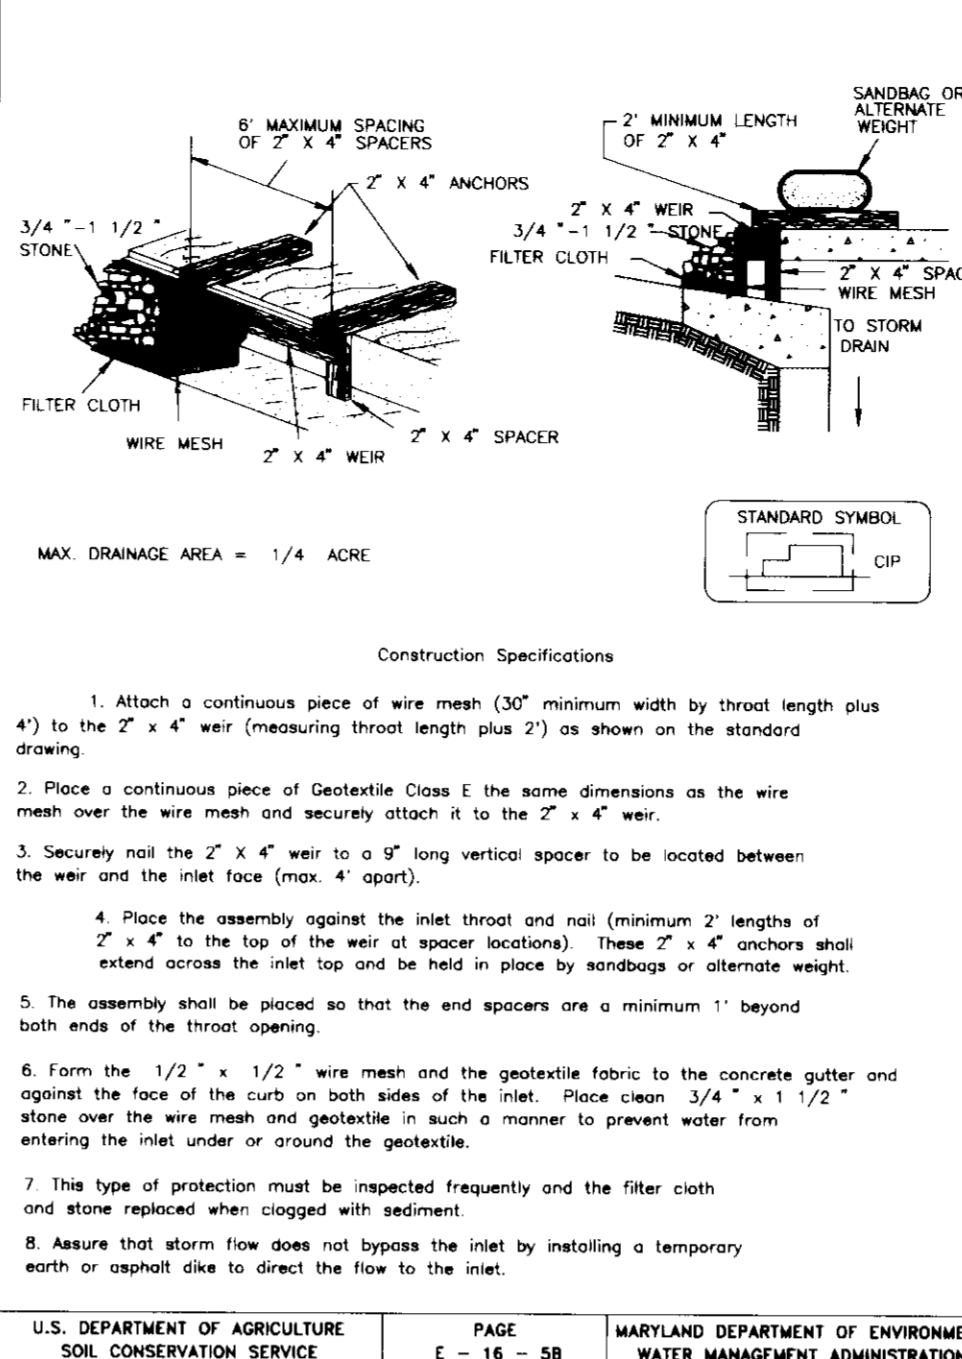 SANDBAG OR
ALTERNATE
WEIGHT
6' MAXIMUM SPACING
OF 2" X 4" SPACERS
2' MINIMUM LENGTH
OF 2" X 4"
2" X 4" ANCHORS
3/4 "-1 1/2 "
STONE
2" X 4" WEIR
3/4 "-1 1/2 " STONE
FILTER CLOTH
2" X 4"
WIRE MESH
TO STORM
DRAIN
FILTER CLOTH
WIRE MESH
2" X 4" WEIR
2" X 4" SPACER
STANDARD SYMBOL
CIP
MAX. DRAINAGE AREA = 1/4 ACRE
Construction Specifications
1. Attach a continuous piece of wire mesh (30" minimum width by throat length plus
4') to the 2" x 4" weir (measuring throat length plus 2') as shown on the standard
drawing.
2. Place a continuous piece of Geotextile Class E the same dimensions as the wire
mesh over the wire mesh and securely attach it to the 2" x 4" weir.
3. Securely nail the 2" X 4" weir to a 9" long vertical spacer to be located between
the weir and the inlet face (max. 4' apart).
4. Place the assembly against the inlet throat and nail (minimum 2' lengths of
2" x 4" to the top of the weir at spacer locations). These 2" x 4" anchors shall
extend across the inlet top and be held in place by sandbags or alternate weight.
5. The assembly shall be placed so that the end spacers are a minimum 1' beyond
both ends of the throat opening.
6. Form the 1/2 " x 1/2 " wire mesh and the geotextile fabric to the concrete gutter and
against the face of the curb on both sides of the inlet. Place clean 3/4 " x 1 1/2 "
stone over the wire mesh and geotextile in such a manner to prevent water from
entering the inlet under or around the geotextile.
7. This type of protection must be inspected frequently and the filter cloth
and stone replaced when clogged with sediment.
8. Assure that storm flow does not bypass the inlet by installing a temporary
earth or asphalt dike to direct the flow to the inlet.
U.S. DEPARTMENT OF AGRICULTURE
SOIL CONSERVATION SERVICE
PAGE
E - 16 - 5B
MARYLAND DEPARTMENT OF
WATER MANAGEMENT ADMINISTRATION